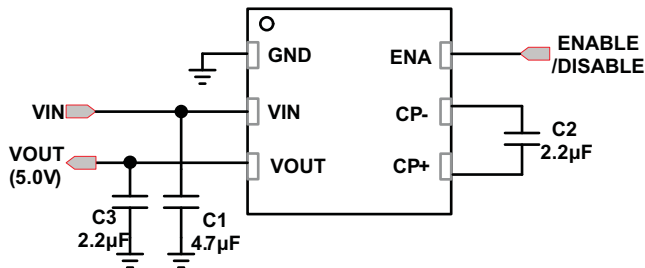 GND
ENA
ENABLE
/DISABLE
VIN
VIN
CP-
C2
2.2µF
VOUT
(5.0V)
VOUT
CP+
C3
2.2µF
C1
4.7µF